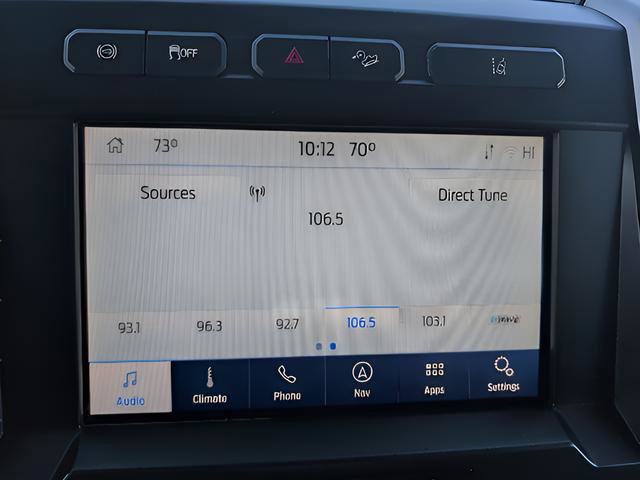 OFF
73° 10:12 70° HI
Sources Direct Tune
106.5
93.1 96.3 92.7 106.5 103.1
Audio Climate Phone Nav Apps Settings